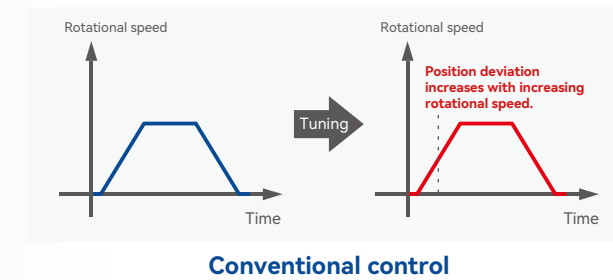 Rotational speed
Rotational speed
Position deviation
increases with increasing
rotational speed.
Tuning
Time
Time
Conventional control